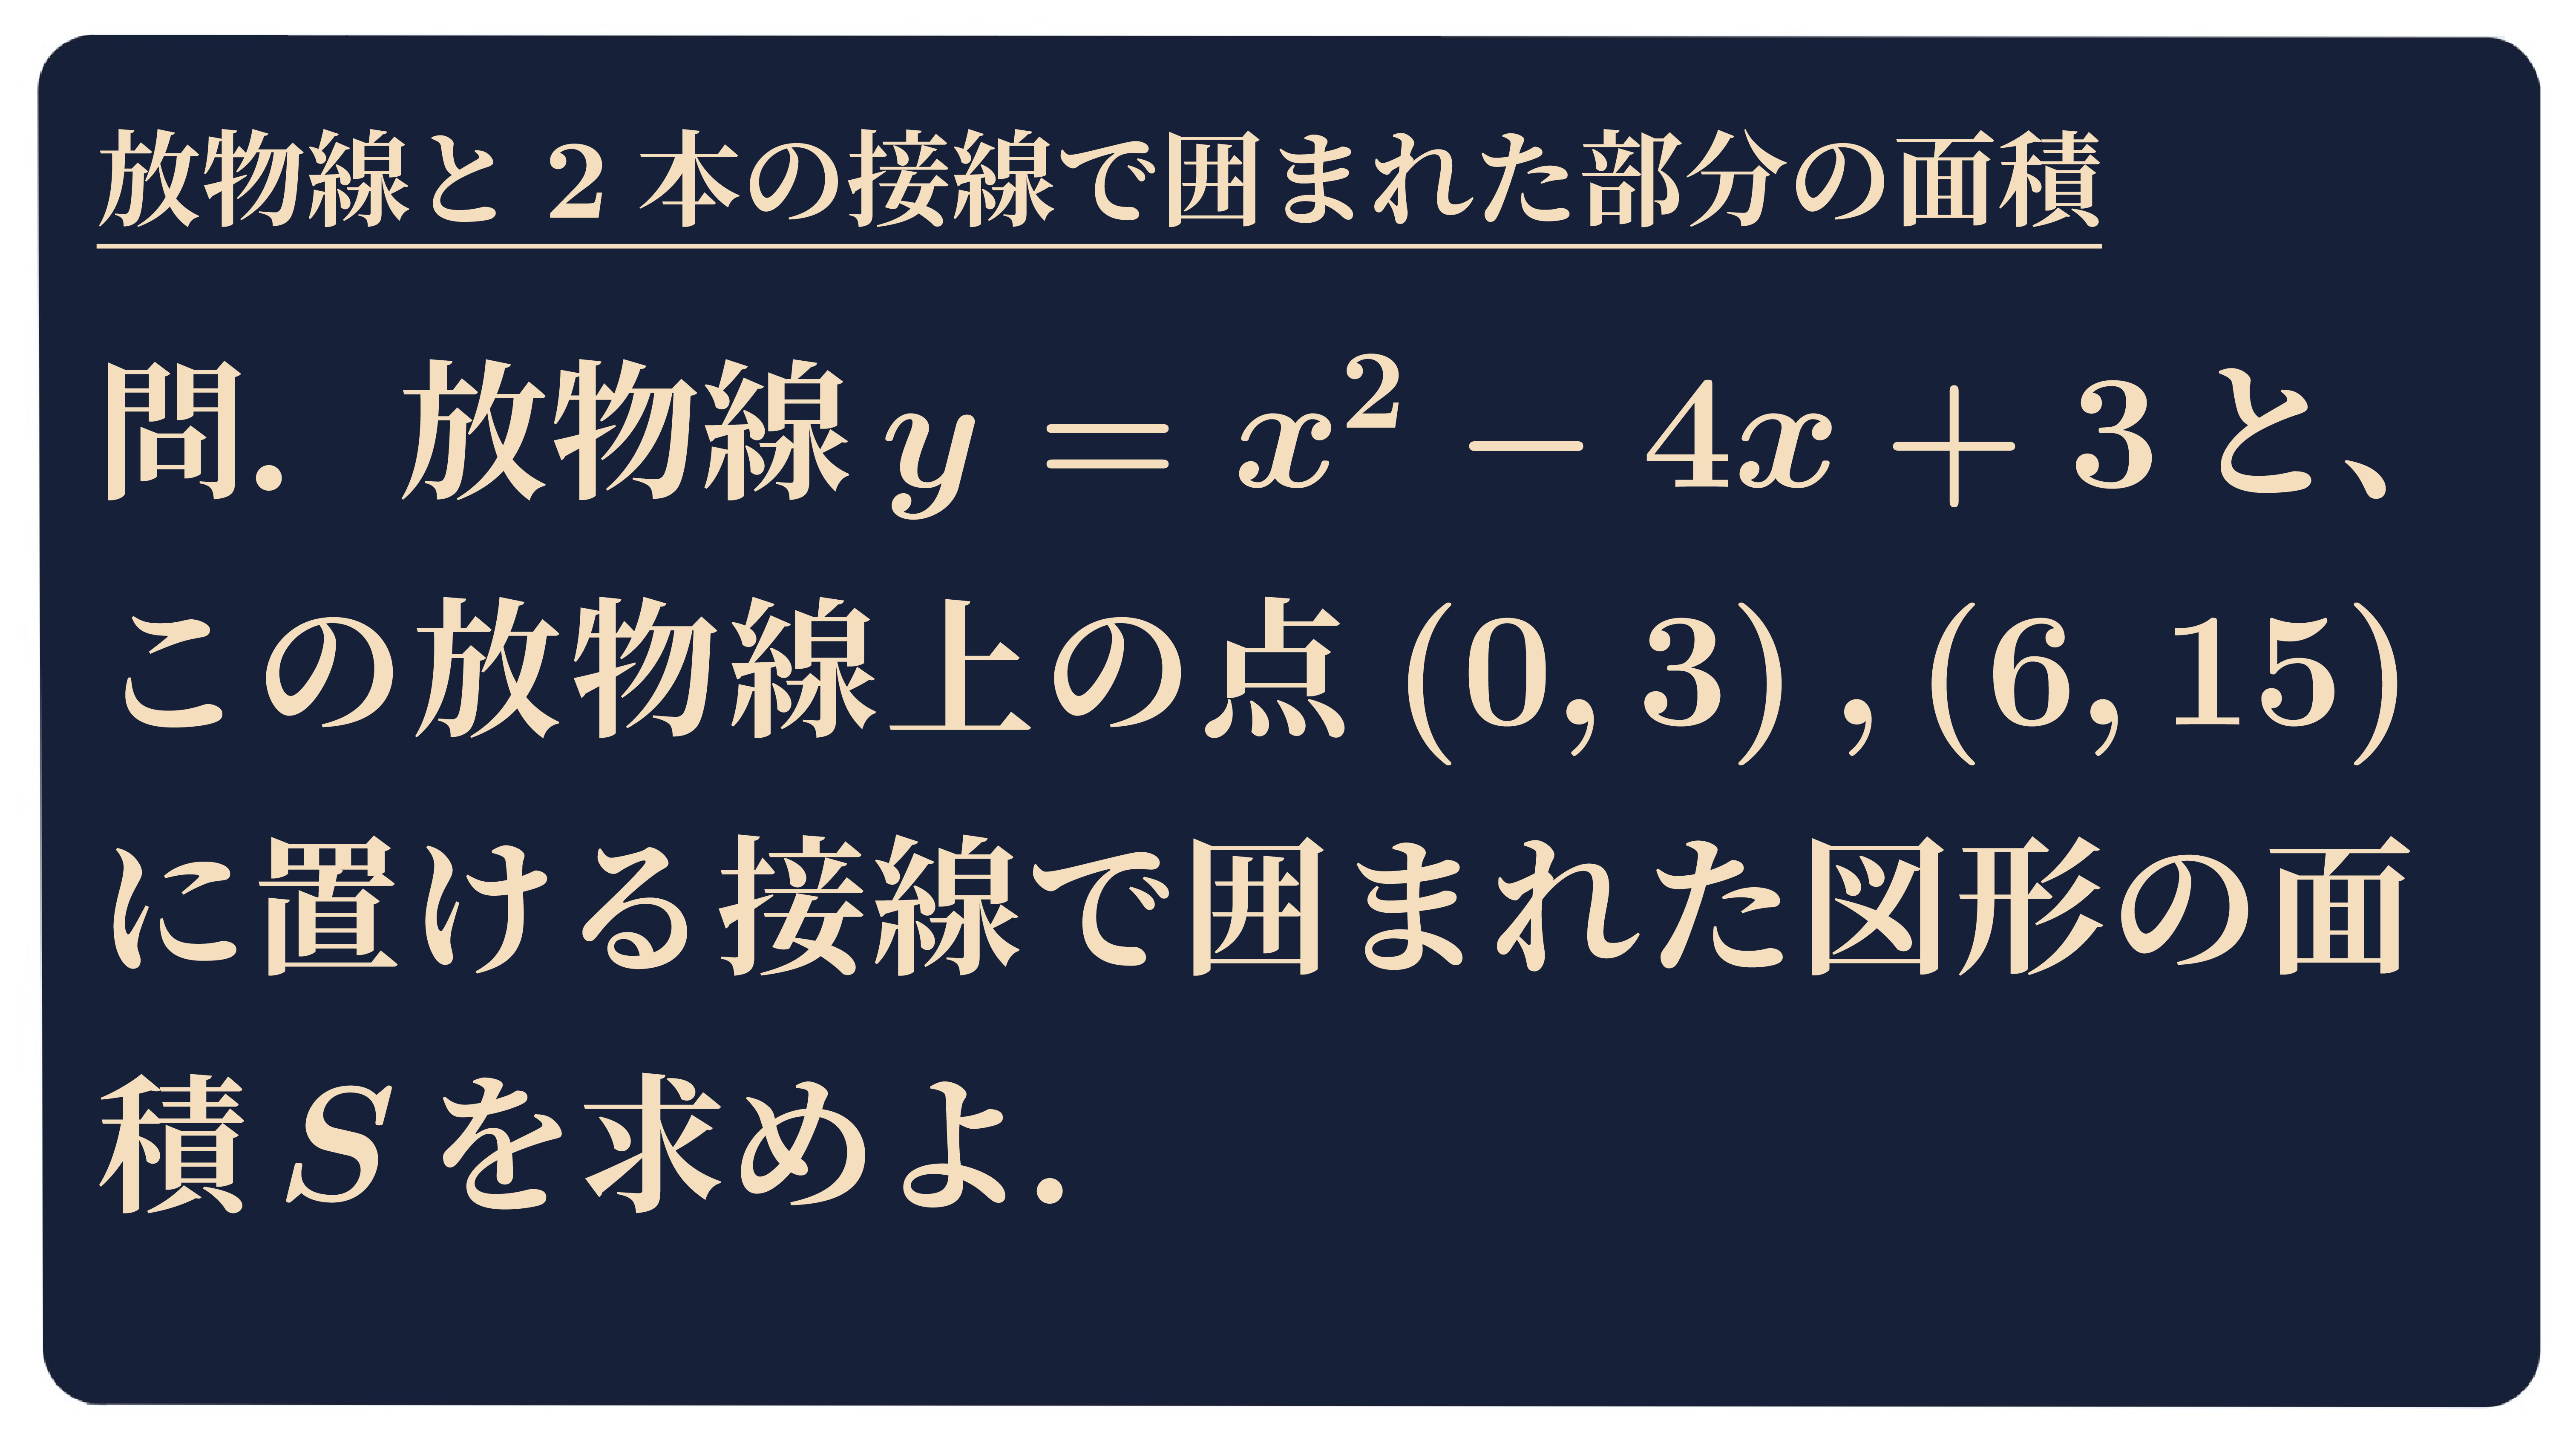 放物線と 2 本の接線で囲まれた部分の面積
問. 放物線 y = x² − 4x + 3 と、
この放物線上の点 (0, 3) , (6, 15)
に置ける接線で囲まれた図形の面
積 S を求めよ.